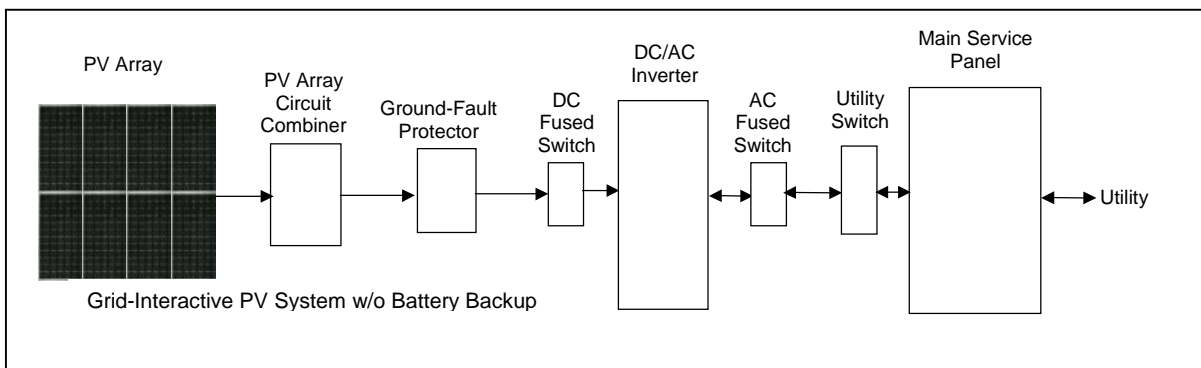 PV Array
PV Array
Circuit
Combiner
Ground-Fault
Protector
DC
Fused
Switch
DC/AC
Inverter
AC
Fused
Switch
Utility
Switch
Main Service
Panel
Utility
Grid-Interactive PV System w/o Battery Backup